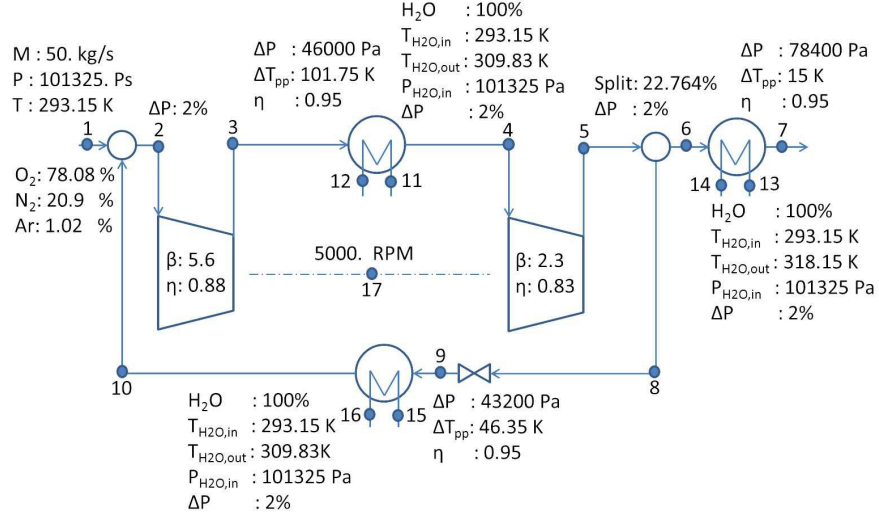 M : 50. kg/s
P : 101325. Ps
T : 293.15 K
1
ΔP: 2%
2
O₂: 78.08 %
N₂: 20.9 %
Ar: 1.02 %
3
ΔP : 46000 Pa
ΔTpp: 101.75 K
η : 0.95
12
11
H₂O : 100%
TH2O,in : 293.15 K
TH2O,out : 309.83 K
PH2O,in : 101325 Pa
ΔP : 2%
4
5
Split: 22.764%
ΔP : 2%
6
ΔP : 78400 Pa
ΔTpp: 15 K
η : 0.95
7
14
13
H₂O : 100%
TH2O,in : 293.15 K
TH2O,out : 318.15 K
PH2O,in : 101325 Pa
ΔP : 2%
β: 5.6
η: 0.88
5000. RPM
17
β: 2.3
η: 0.83
10
9
8
16
15
H₂O : 100%
TH2O,in : 293.15 K
TH2O,out : 309.83K
PH2O,in : 101325 Pa
ΔP : 2%
ΔP : 43200 Pa
ΔTpp: 46.35 K
η : 0.95